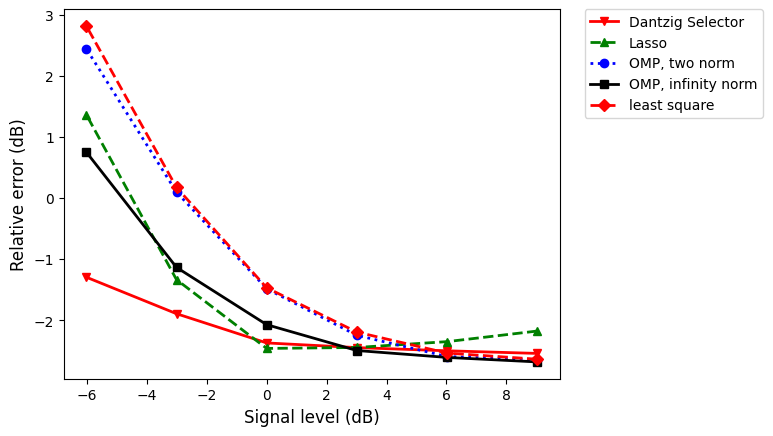 3
2
1
0
−1
−2
−6
−4
−2
0
2
4
6
8
Relative error (dB)
Signal level (dB)
Dantzig Selector
Lasso
OMP, two norm
OMP, infinity norm
least square